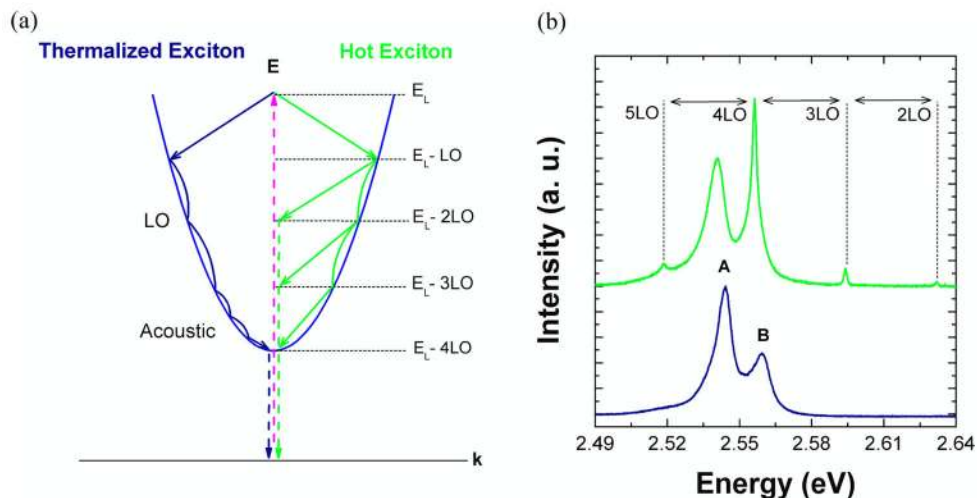 (a)
Thermalized Exciton
Hot Exciton
E
E_L
E_L- LO
LO
E_L- 2LO
E_L- 3LO
Acoustic
E_L- 4LO
k
(b)
5LO
4LO
3LO
2LO
A
B
Intensity (a. u.)
2.49 2.52 2.55 2.58 2.61 2.64
Energy (eV)